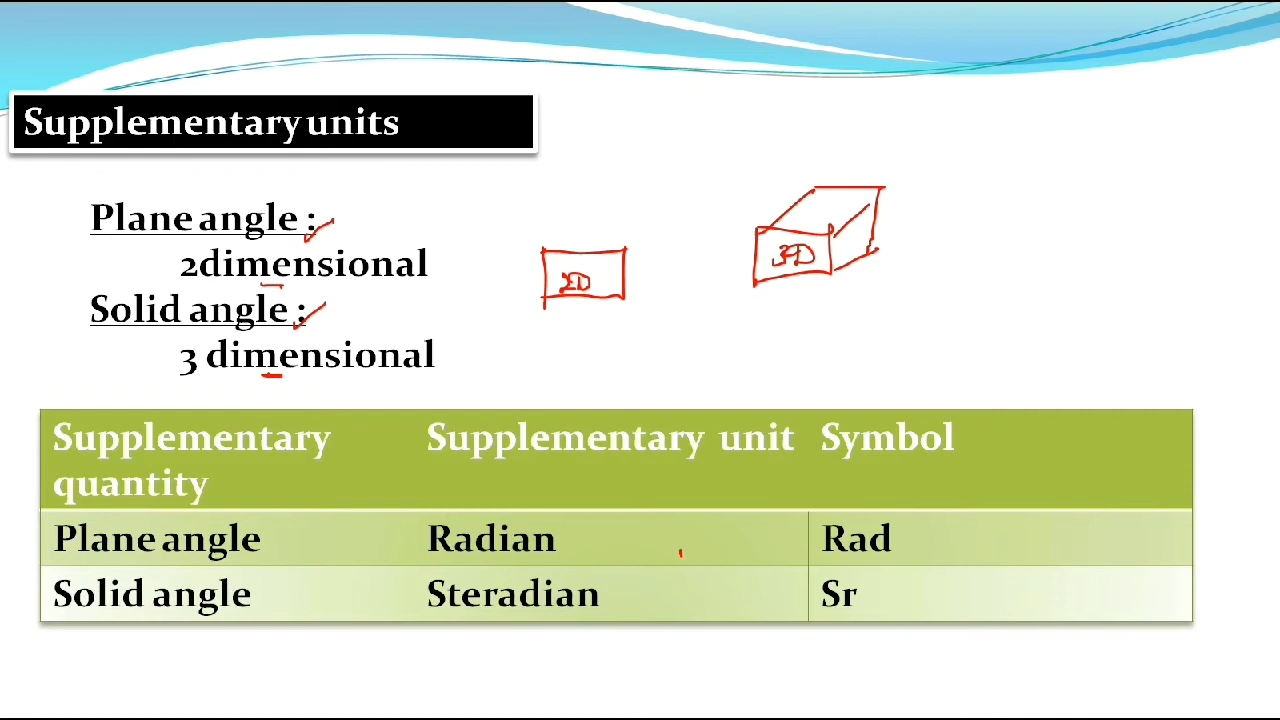 Supplementary units
Plane angle :
2dimensional
Solid angle :
3 dimensional
2D
3D
Supplementary quantity
Supplementary unit
Symbol
Plane angle
Radian
Rad
Solid angle
Steradian
Sr